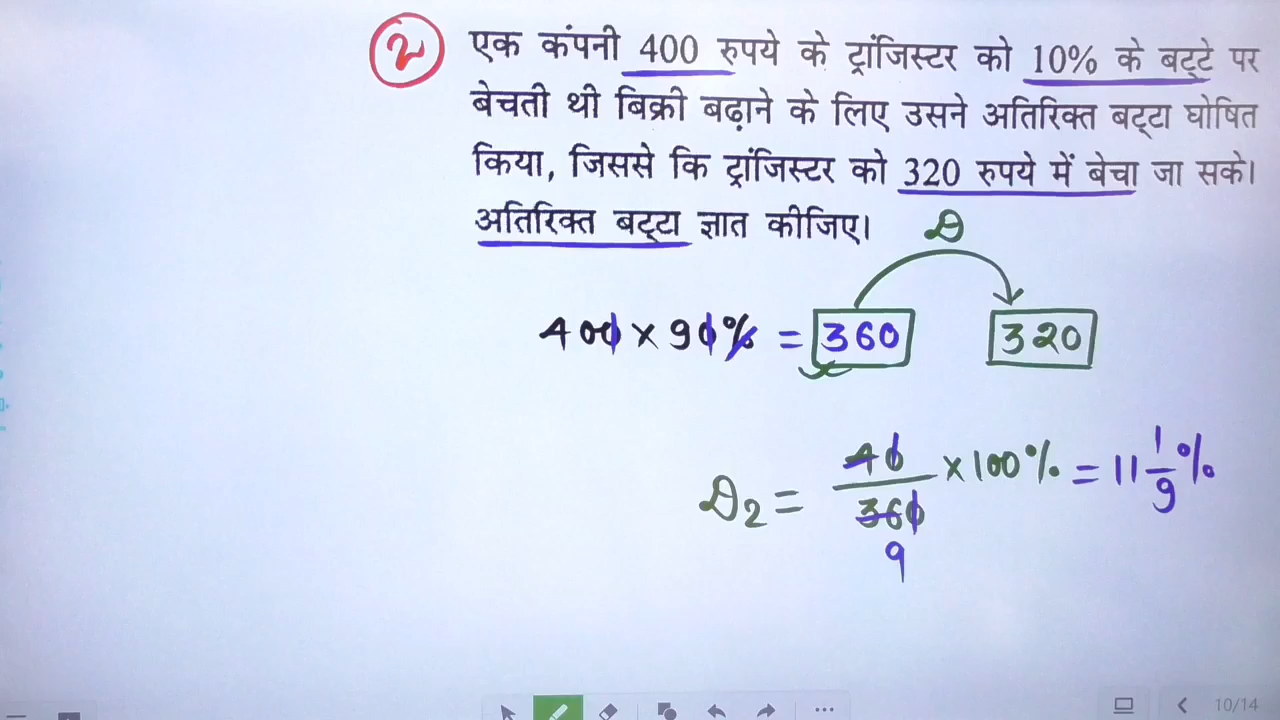 2
एक कंपनी 400 रुपये के ट्रांजिस्टर को 10% के बट्टे पर
बेचती थी बिक्री बढ़ाने के लिए उसने अतिरिक्त बट्टा घोषित
किया, जिससे कि ट्रांजिस्टर को 320 रुपये में बेचा जा सके।
अतिरिक्त बट्टा ज्ञात कीजिए।
D
400 × 90% = 360 320
D2 = 40/360 × 100% = 11 1/9 %
9
10/14